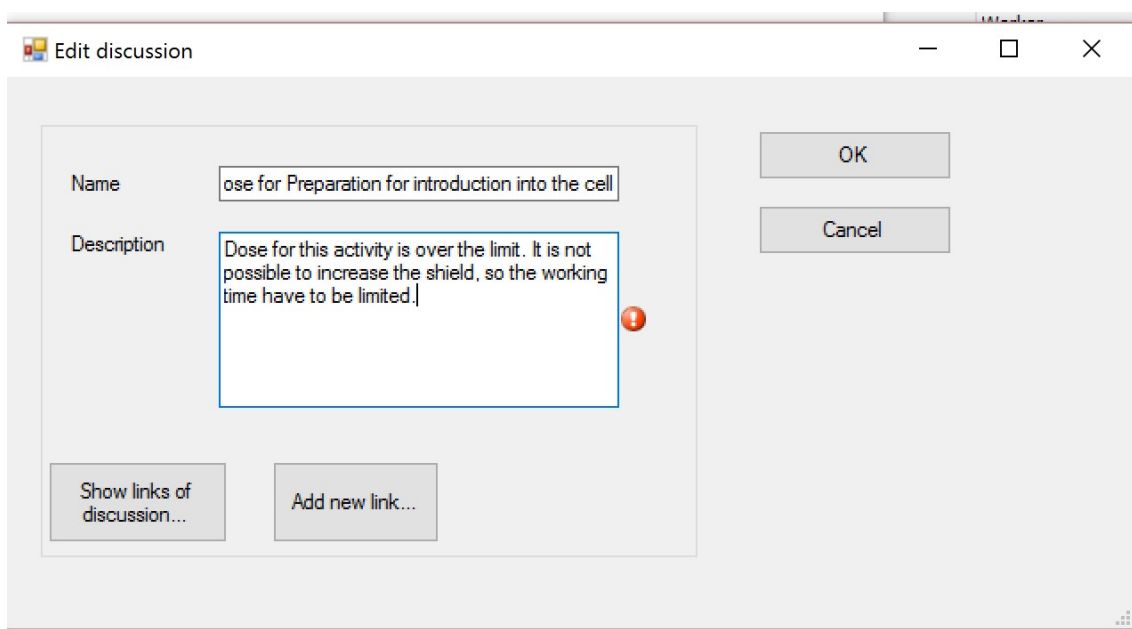 Edit discussion
Name
ose for Preparation for introduction into the cell
Description
Dose for this activity is over the limit. It is not
possible to increase the shield, so the working
time have to be limited.
OK
Cancel
Show links of
discussion...
Add new link...